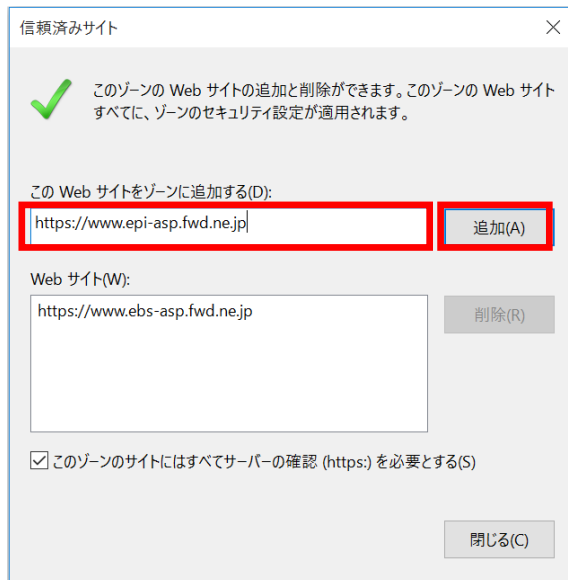 信頼済みサイト
このゾーンの Web サイトの追加と削除ができます。このゾーンの Web サイト
すべてに、ゾーンのセキュリティ設定が適用されます。
この Web サイトをゾーンに追加する(D):
https://www.epi-asp.fwd.ne.jp
追加(A)
Web サイト(W):
https://www.ebs-asp.fwd.ne.jp
削除(R)
このゾーンのサイトにはすべてサーバーの確認 (https:) を必要とする(S)
閉じる(C)